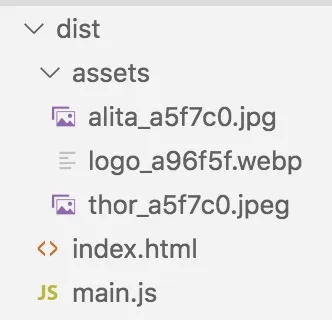 dist
assets
alita_a5f7c0.jpg
logo_a96f5f.webp
thor_a5f7c0.jpeg
<> index.html
JS main.js